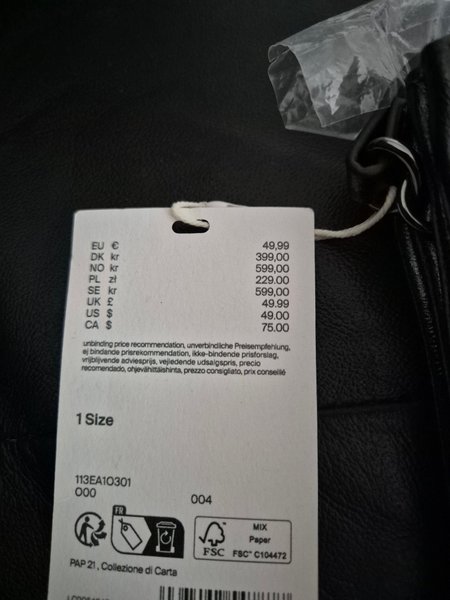 EU € 49,99
DK kr 399,00
NO kr 599,00
PL zł 229.00
SE kr 599,00
UK £ 49.99
US $ 49.00
CA $ 75.00
unbinding price recommendation, unverbindliche Preisempfehlung,
ej bindande prisrekommendation, ikke-bindende prisforslag,
vrijblijvende adviesprijs, vejledende udsalgspris, precio
recomendado, ohjevähittäishinta, prezzo consigliato, prix conseillé
1 Size
113EA1O301
000
004
FR
FSC
MIX
Paper
FSC® C104472
PAP 21, Collezione di Carta